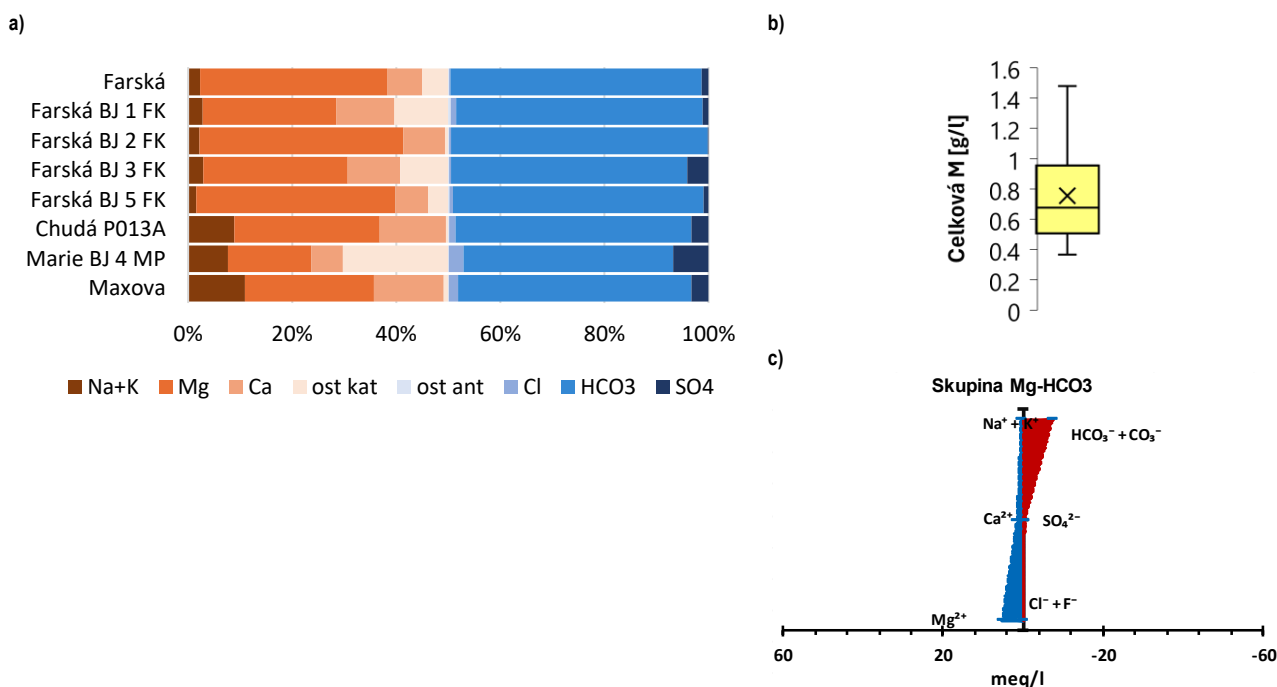 a)
Farská
Farská BJ 1 FK
Farská BJ 2 FK
Farská BJ 3 FK
Farská BJ 5 FK
Chudá P013A
Marie BJ 4 MP
Maxova
0% 20% 40% 60% 80% 100%
Na+K Mg Ca ost kat ost ant Cl HCO3 SO4
b)
Celková M [g/l]
1.6
1.4
1.2
1
0.8
0.6
0.4
0.2
0
c)
Skupina Mg-HCO3
Na⁺ + K⁺
HCO₃⁻ + CO₃⁻
Ca²⁺ SO₄²⁻
Cl⁻ + F⁻
Mg²⁺
60 20 -20 -60
meq/l